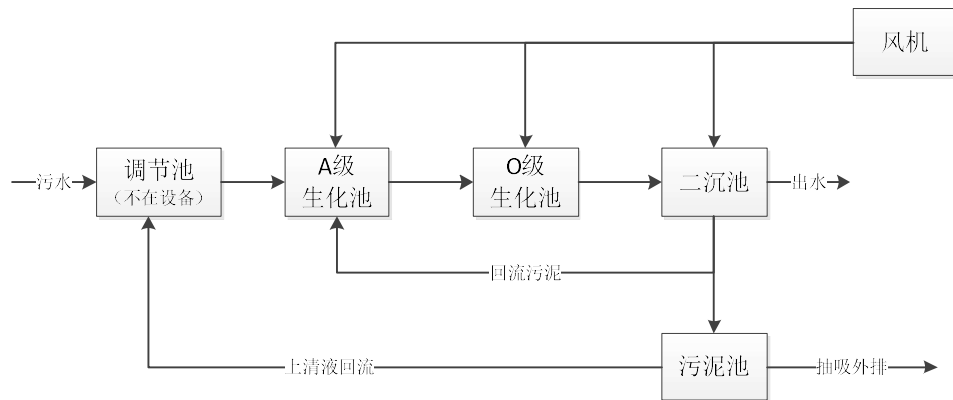 风机
污水
调节池
（不在设备）
A级
生化池
O级
生化池
二沉池
出水
回流污泥
上清液回流
污泥池
抽吸外排